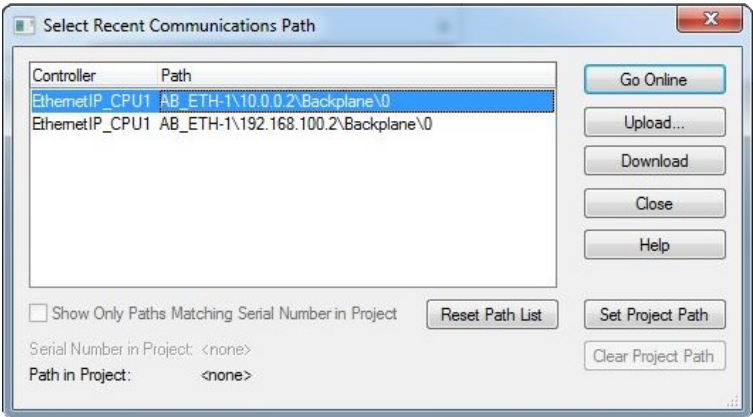 Select Recent Communications Path
Controller Path
EthernetIP_CPU1 AB_ETH-1\10.0.0.2\Backplane\0
EthernetIP_CPU1 AB_ETH-1\192.168.100.2\Backplane\0
Go Online
Upload...
Download
Close
Help
Show Only Paths Matching Serial Number in Project
Reset Path List
Set Project Path
Serial Number in Project: <none>
Clear Project Path
Path in Project: <none>